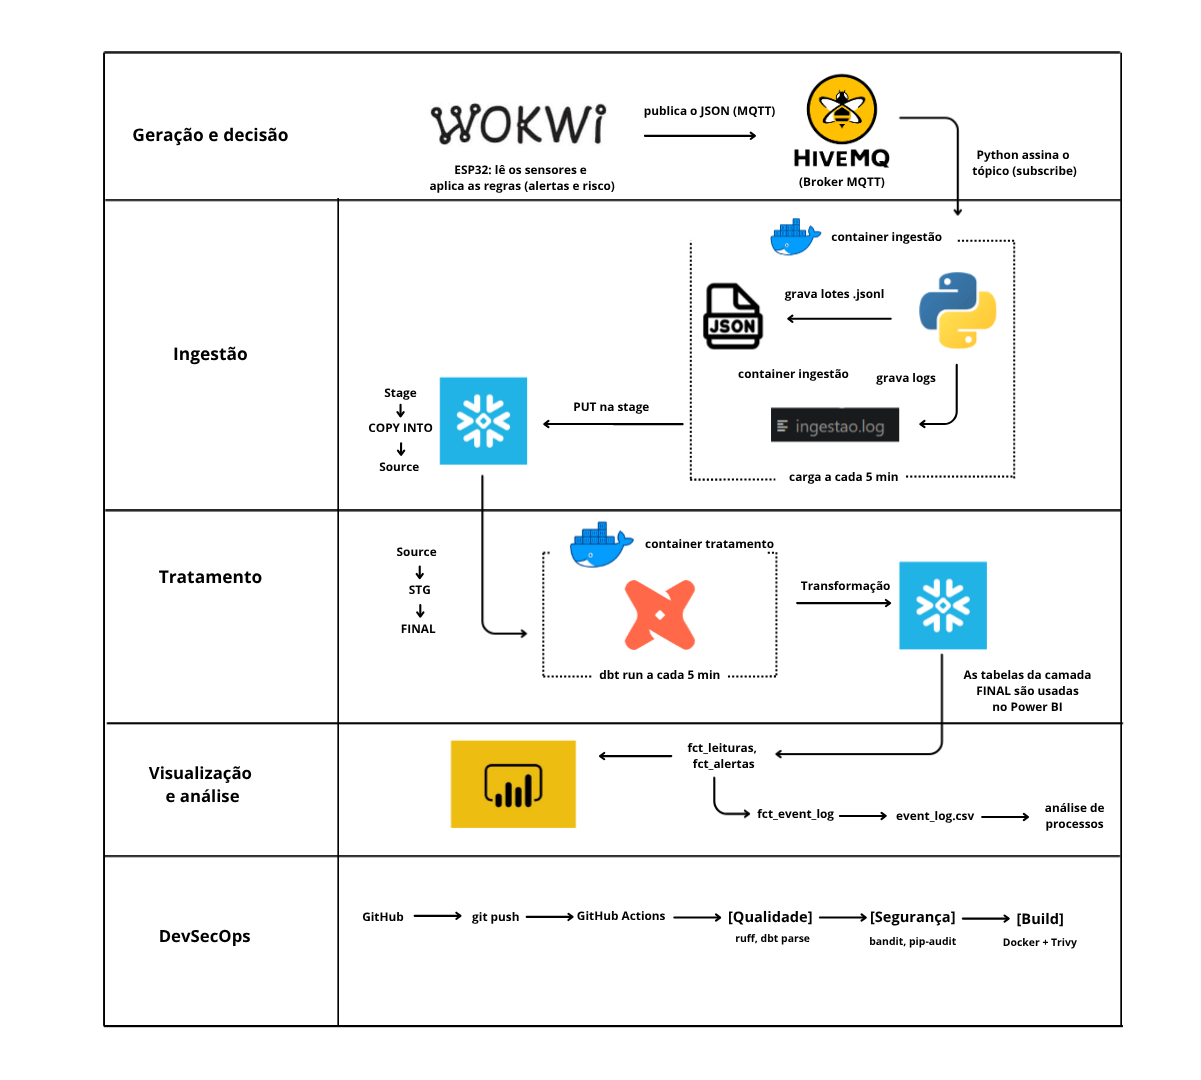 Geração e decisão
WOKWi
ESP32: lê os sensores e
aplica as regras (alertas e risco)
publica o JSON (MQTT)
HIVEMQ
(Broker MQTT)
Python assina o
tópico (subscribe)
Ingestão
container ingestão
grava lotes .jsonl
JSON
container ingestão
grava logs
ingestao.log
carga a cada 5 min
PUT na stage
Stage
COPY INTO
Source
Tratamento
Source
STG
FINAL
container tratamento
dbt run a cada 5 min
Transformação
As tabelas da camada
FINAL são usadas
no Power BI
Visualização
e análise
fct_leituras,
fct_alertas
fct_event_log
event_log.csv
análise de
processos
DevSecOps
GitHub
git push
GitHub Actions
[Qualidade]
ruff, dbt parse
[Segurança]
bandit, pip-audit
[Build]
Docker + Trivy